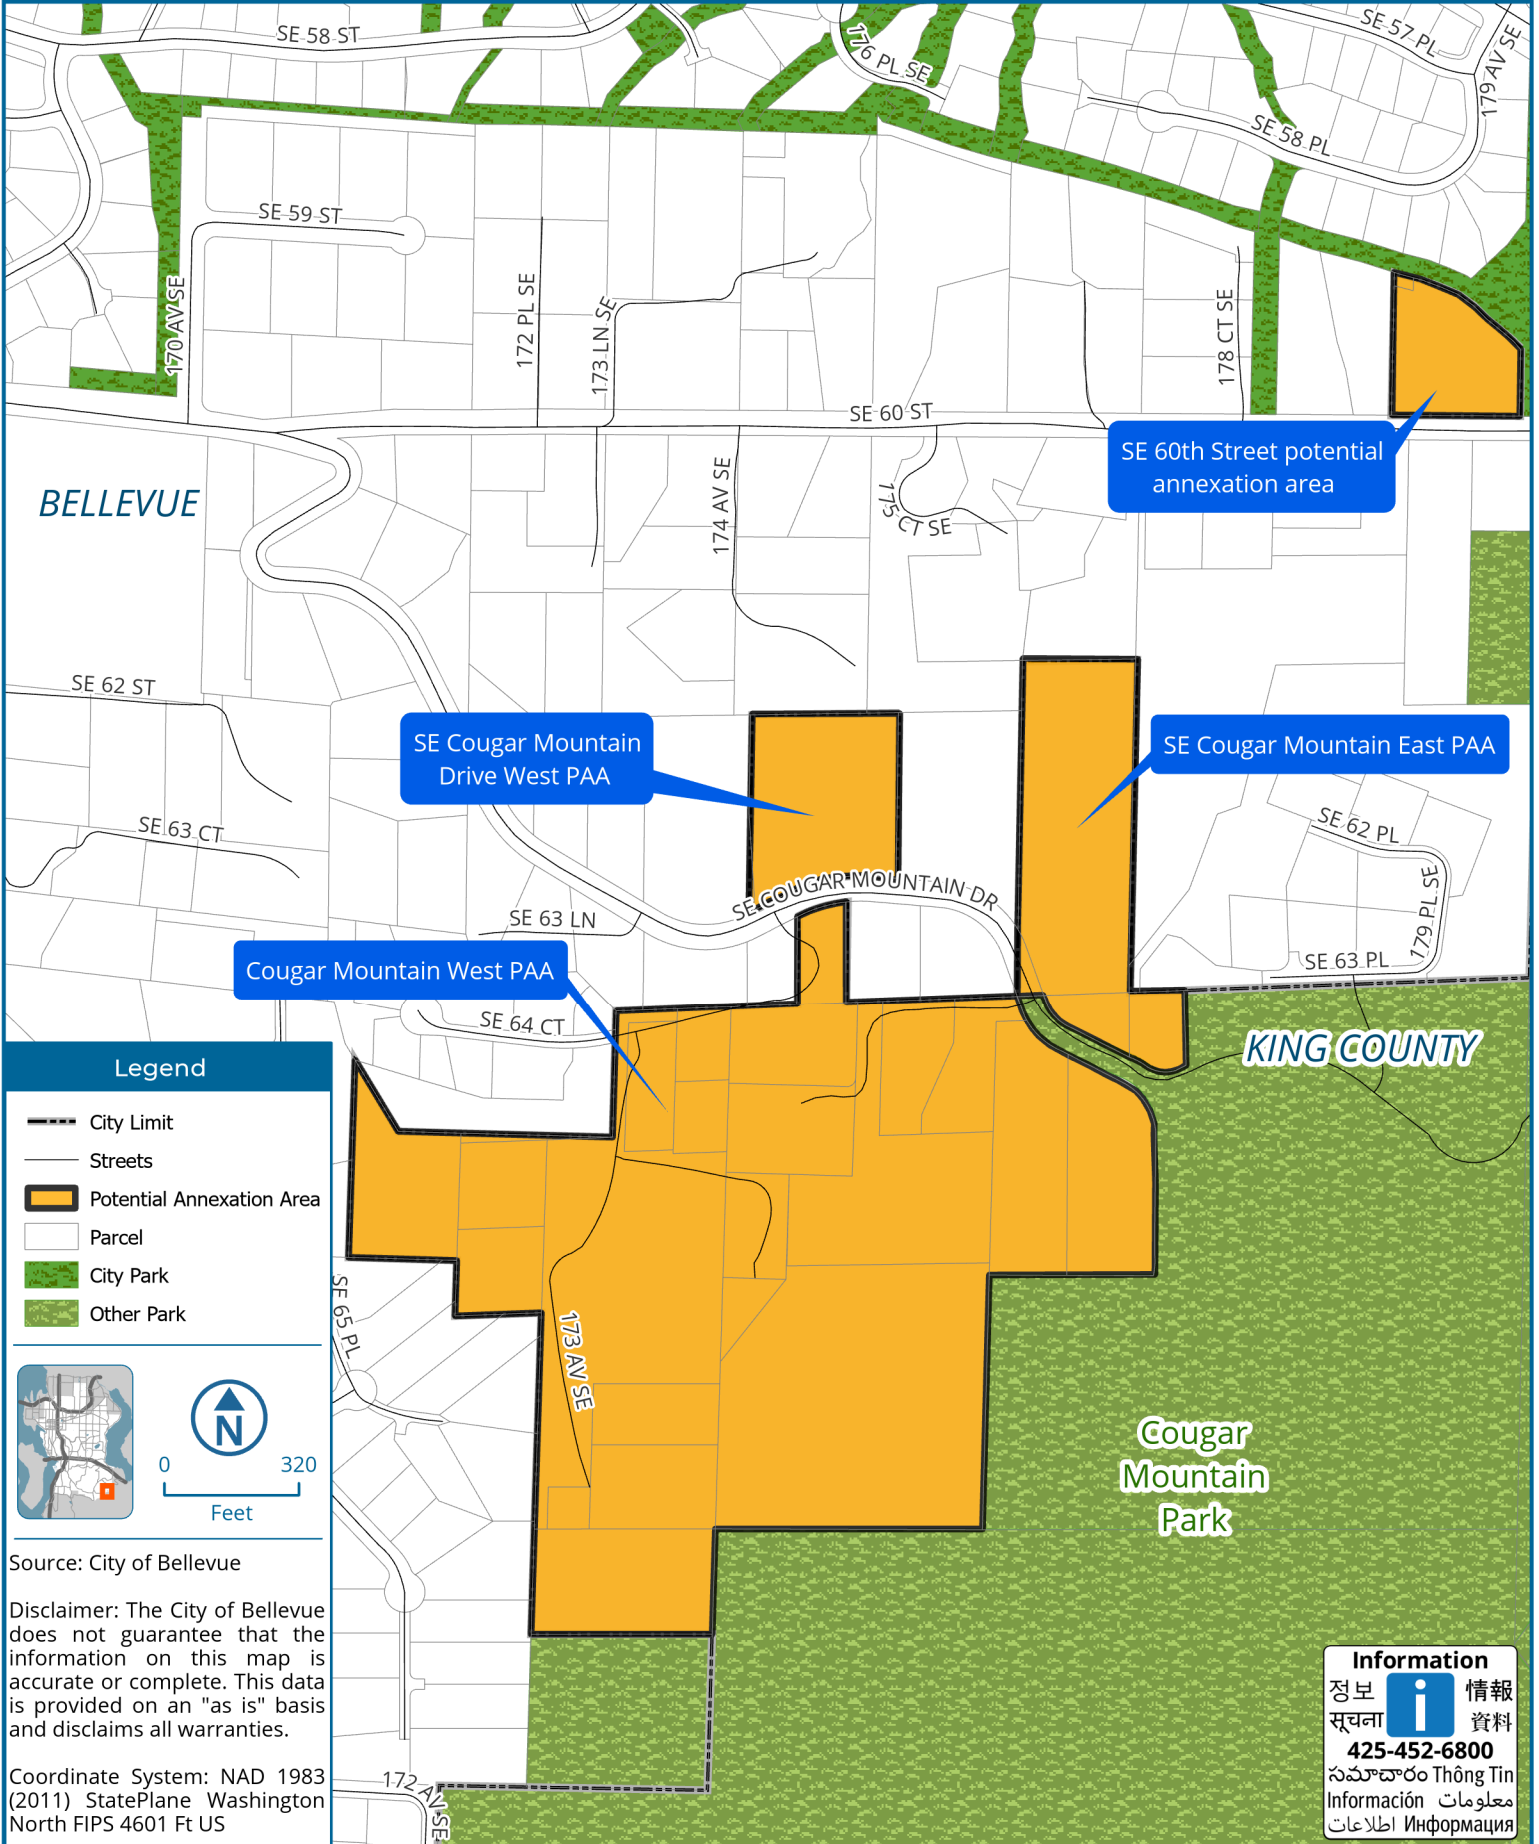 SE 58 ST
176 PL SE
SE 57 PL
179 AV SE
SE 58 PL
SE 59 ST
170 AV SE
172 PL SE
173 LN SE
178 CT SE
SE 60 ST
SE 60th Street potential
annexation area
BELLEVUE
174 AV SE
175 CT SE
SE 62 ST
SE Cougar Mountain
Drive West PAA
SE Cougar Mountain East PAA
SE 63 CT
SE 62 PL
SE COUGAR MOUNTAIN DR
SE 63 LN
179 PL SE
SE 63 PL
Cougar Mountain West PAA
SE 64 CT
KING COUNTY
Legend
City Limit
Streets
Potential Annexation Area
Parcel
City Park
Other Park
SE 65 PL
173 AV SE
N
0 320
Feet
Cougar
Mountain
Park
Source: City of Bellevue
Disclaimer: The City of Bellevue
does not guarantee that the
information on this map is
accurate or complete. This data
is provided on an "as is" basis
and disclaims all warranties.
Coordinate System: NAD 1983
(2011) StatePlane Washington
North FIPS 4601 Ft US
172 AV SE
Information
정보 i 情報
सूचना 資料
425-452-6800
సమాచారం Thông Tin
Información معلومات
اطلاعات Информация